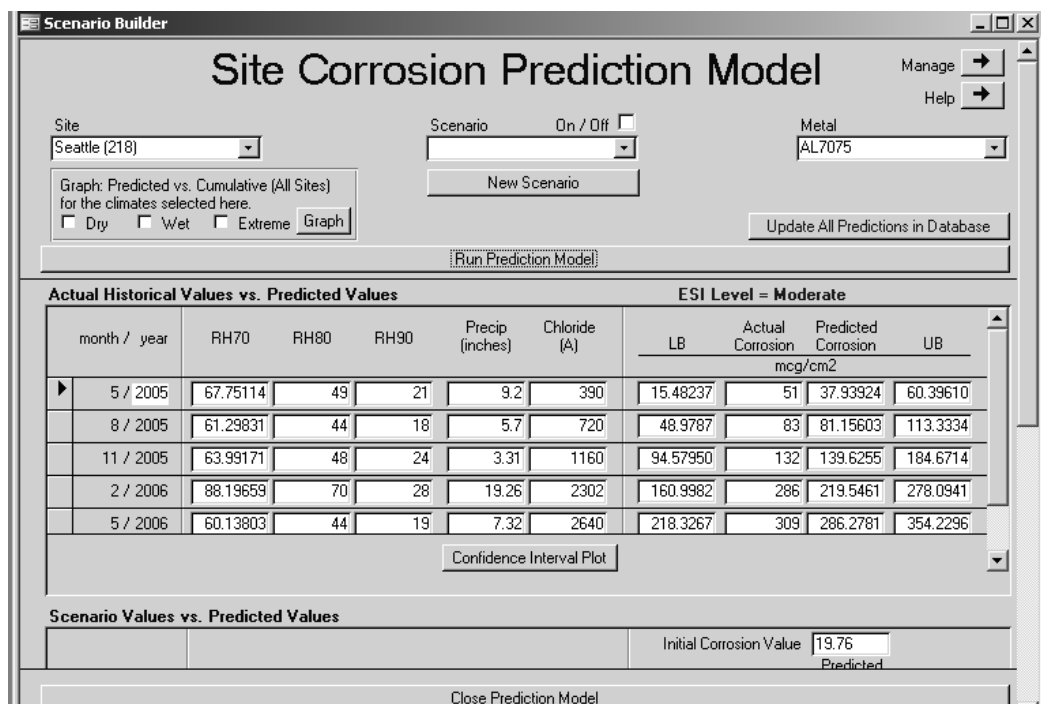 Scenario Builder
Site Corrosion Prediction Model
Manage
Help
Site
Scenario
On / Off
Metal
Seattle (218)
AL7075
Graph: Predicted vs. Cumulative (All Sites)
for the climates selected here.
Dry Wet Extreme Graph
New Scenario
Update All Predictions in Database
Run Prediction Model
Actual Historical Values vs. Predicted Values ESI Level = Moderate
month / year RH70 RH80 RH90 Precip (inches) Chloride (A) LB Actual Corrosion Predicted Corrosion UB
mcg/cm2
5 / 2005 67.75114 49 21 9.2 390 15.48237 51 37.93924 60.39610
8 / 2005 61.29831 44 18 5.7 720 48.9787 83 81.15603 113.3334
11 / 2005 63.99171 48 24 3.31 1160 94.57950 132 139.6255 184.6714
2 / 2006 88.19659 70 28 19.26 2302 160.9982 286 219.5461 278.0941
5 / 2006 60.13803 44 19 7.32 2640 218.3267 309 286.2781 354.2296
Confidence Interval Plot
Scenario Values vs. Predicted Values
Initial Corrosion Value 19.76
Predicted
Close Prediction Model